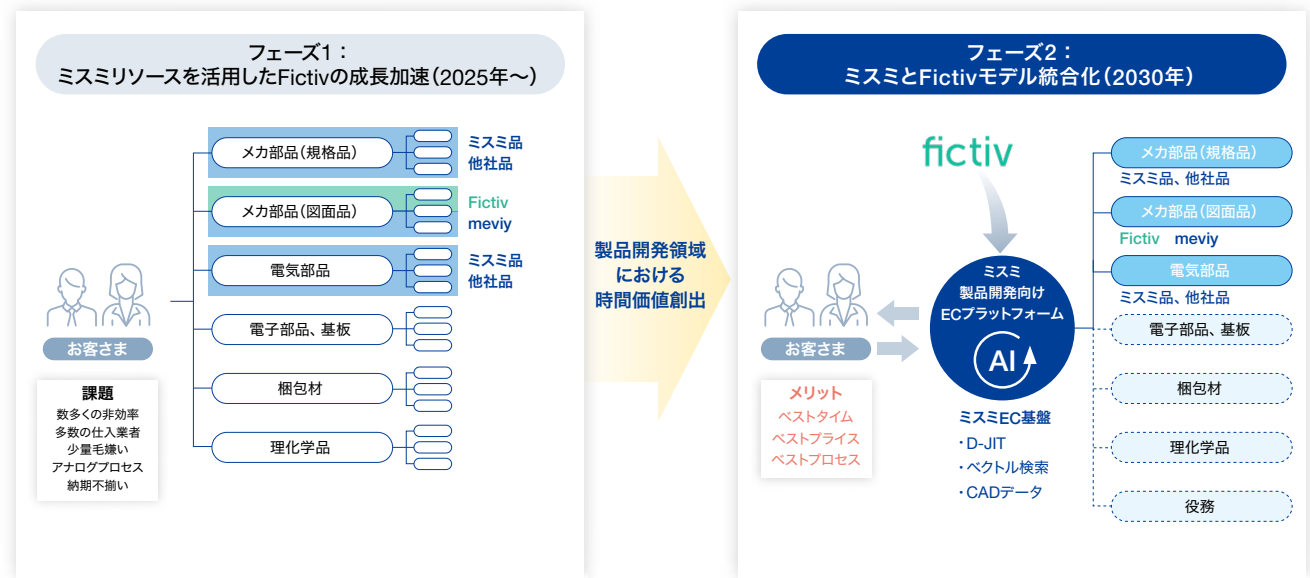 フェーズ1：
ミスミリソースを活用したFictivの成長加速（2025年～）
メカ部品（規格品）
ミスミ品
他社品
メカ部品（図面品）
Fictiv
meviy
電気部品
ミスミ品
他社品
電子部品、基板
梱包材
理化学品
お客さま
課題
数多くの非効率
多数の仕入業者
少量毛嫌い
アナログプロセス
納期不揃い
製品開発領域
における
時間価値創出
フェーズ2：
ミスミとFictivモデル統合化（2030年）
fictiv
お客さま
メリット
ベストタイム
ベストプライス
ベストプロセス
ミスミ
製品開発向け
ECプラットフォーム
AI
ミスミEC基盤
・D-JIT
・ベクトル検索
・CADデータ
メカ部品（規格品）
ミスミ品、他社品
メカ部品（図面品）
Fictiv meviy
電気部品
ミスミ品、他社品
電子部品、基板
梱包材
理化学品
役務